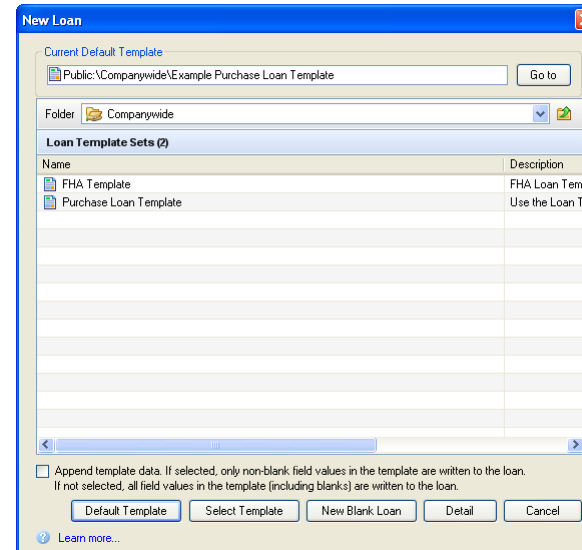 New Loan
Current Default Template
Public:\Companywide\Example Purchase Loan Template
Go to
Folder Companywide
Loan Template Sets (2)
Name Description
FHA Template FHA Loan Tem
Purchase Loan Template Use the Loan T
Append template data. If selected, only non-blank field values in the template are written to the loan.
If not selected, all field values in the template (including blanks) are written to the loan.
Default Template Select Template New Blank Loan Detail Cancel
Learn more...